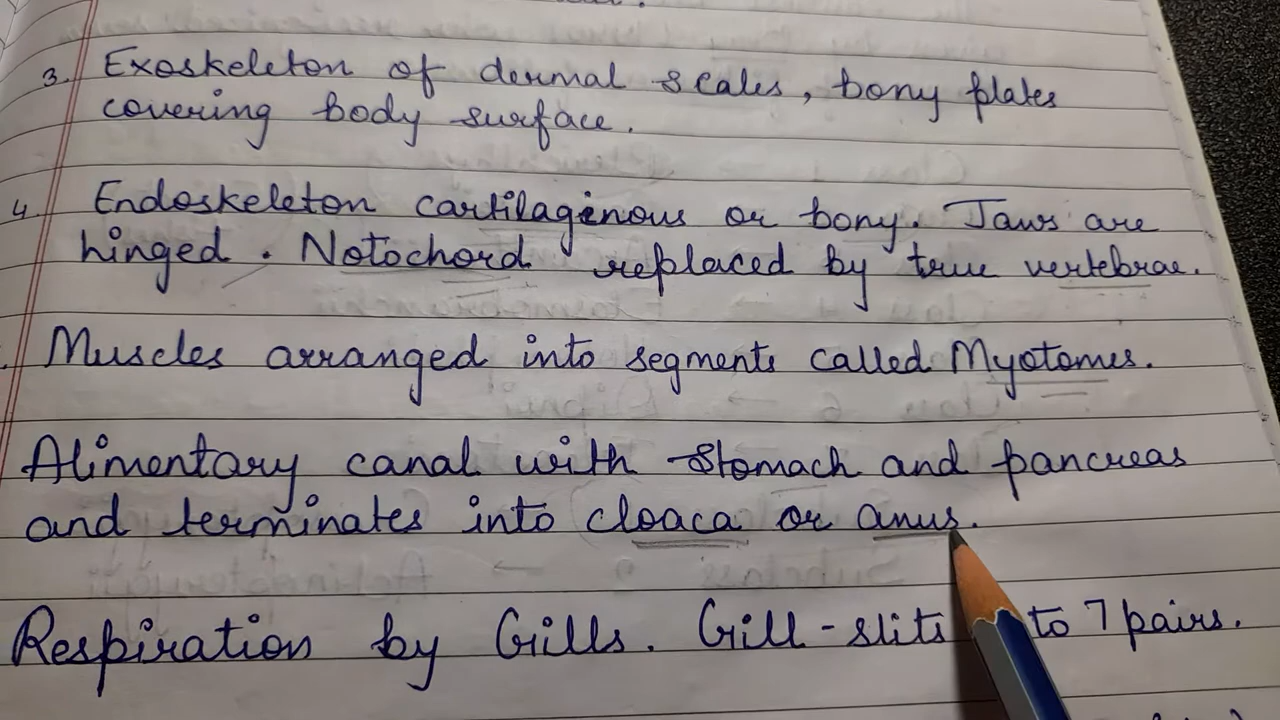 3. Exoskeleton of dermal scales, bony plates
covering body surface.
4. Endoskeleton cartilagenous or bony. Jaws are
hinged. Notochord replaced by true vertebrae.
Muscles arranged into segments called Myotomes.
Alimentary canal with stomach and pancreas
and terminates into cloaca or anus.
Respiration by Gills. Gill-slits to 7 pairs.